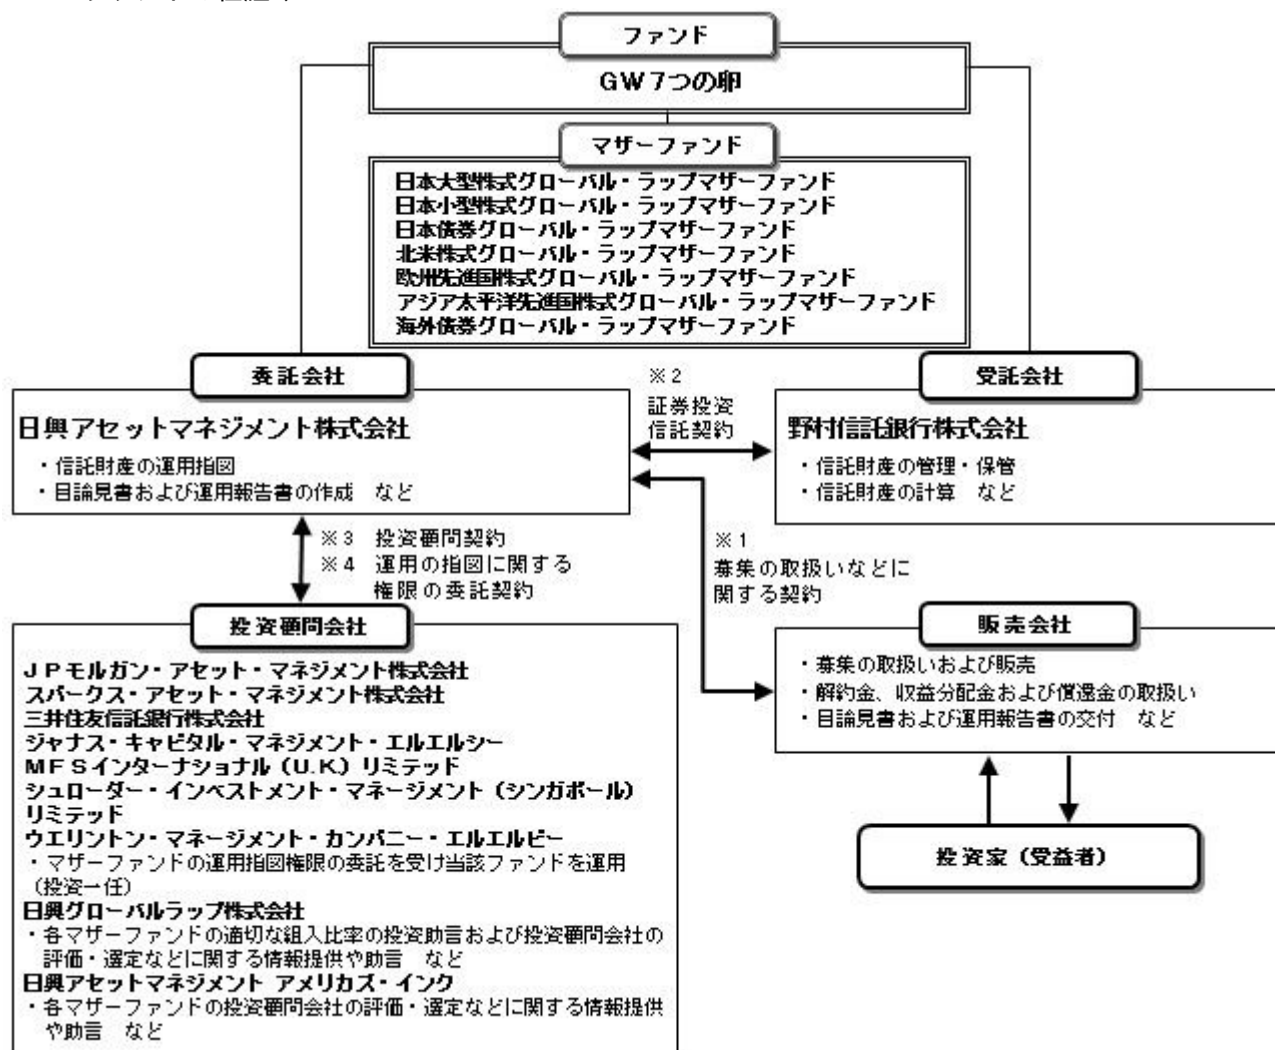 ファンド
GW7つの卵
マザーファンド
日本大型株式グローバル・ラップマザーファンド
日本小型株式グローバル・ラップマザーファンド
日本債券グローバル・ラップマザーファンド
北米株式グローバル・ラップマザーファンド
欧州先進国株式グローバル・ラップマザーファンド
アジア太平洋先進国株式グローバル・ラップマザーファンド
海外債券グローバル・ラップマザーファンド
委託会社
日興アセットマネジメント株式会社
・信託財産の運用指図
・目論見書および運用報告書の作成 など
※2
証券投資
信託契約
受託会社
野村信託銀行株式会社
・信託財産の管理・保管
・信託財産の計算 など
※3 投資顧問契約
※4 運用の指図に関する
権限の委託契約
※1
募集の取扱いなどに
関する契約
投資顧問会社
JPモルガン・アセット・マネジメント株式会社
スパークス・アセット・マネジメント株式会社
三井住友信託銀行株式会社
ジャナス・キャピタル・マネジメント・エルエルシー
MFSインターナショナル(U.K)リミテッド
シュローダー・インベストメント・マネージメント(シンガポール)
リミテッド
ウエリントン・マネージメント・カンパニー・エルエルピー
・マザーファンドの運用指図権限の委託を受け当該ファンドを運用
(投資一任)
日興グローバルラップ株式会社
・各マザーファンドの適切な組入比率の投資助言および投資顧問会社の
評価・選定などに関する情報提供や助言 など
日興アセットマネジメント アメリカズ・インク
・各マザーファンドの投資顧問会社の評価・選定などに関する情報提供
や助言 など
販売会社
・募集の取扱いおよび販売
・解約金、収益分配金および償還金の取扱い
・目論見書および運用報告書の交付 など
投資家(受益者)